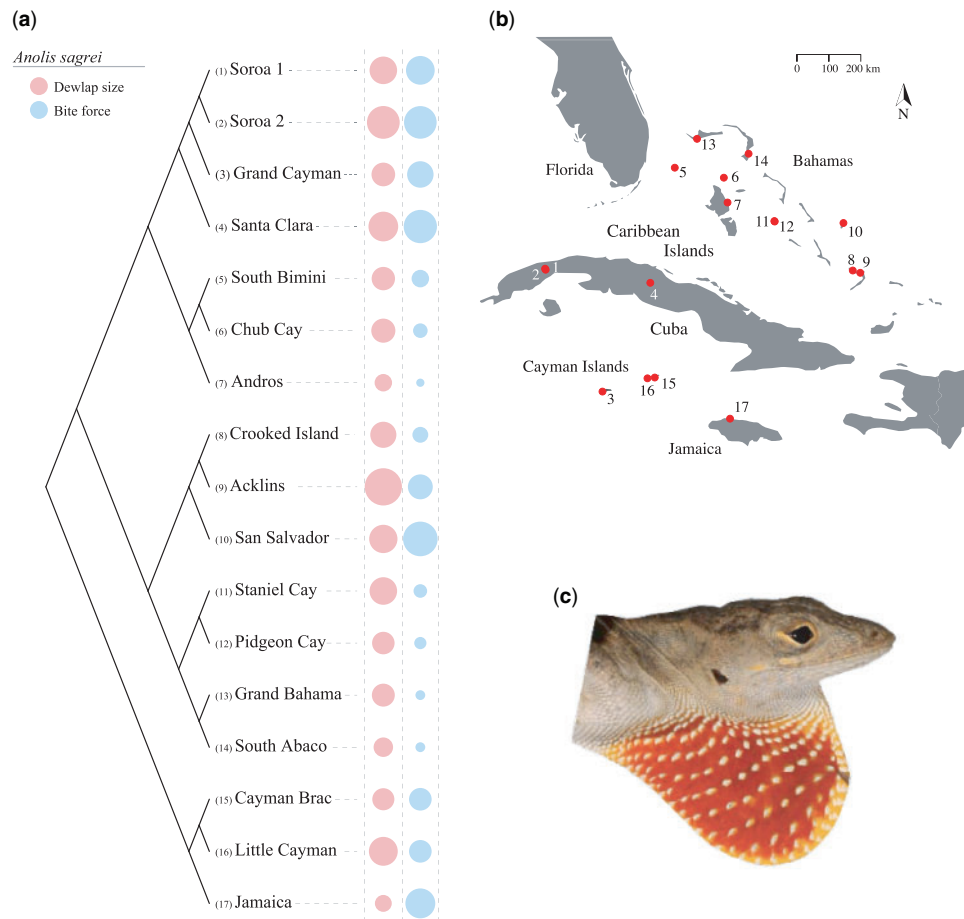 (a)
Anolis sagrei
Dewlap size
Bite force
(1) Soroa 1
(2) Soroa 2
(3) Grand Cayman
(4) Santa Clara
(5) South Bimini
(6) Chub Cay
(7) Andros
(8) Crooked Island
(9) Acklins
(10) San Salvador
(11) Staniel Cay
(12) Pidgeon Cay
(13) Grand Bahama
(14) South Abaco
(15) Cayman Brac
(16) Little Cayman
(17) Jamaica
(b)
0 100 200 km
N
13
14
Bahamas
Florida
5
6
7
11
12
10
Caribbean
Islands
8
9
1
2
4
Cuba
Cayman Islands
3
16
15
17
Jamaica
(c)